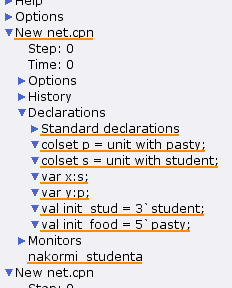 Help
Options
New net.cpn
Step: 0
Time: 0
Options
History
Declarations
Standard declarations
colset p = unit with pasty;
colset s = unit with student;
var x:s;
var y:p;
val init_stud = 3`student;
val init_food = 5`pasty;
Monitors
nakormi_studenta
New net.cpn
Step: 0